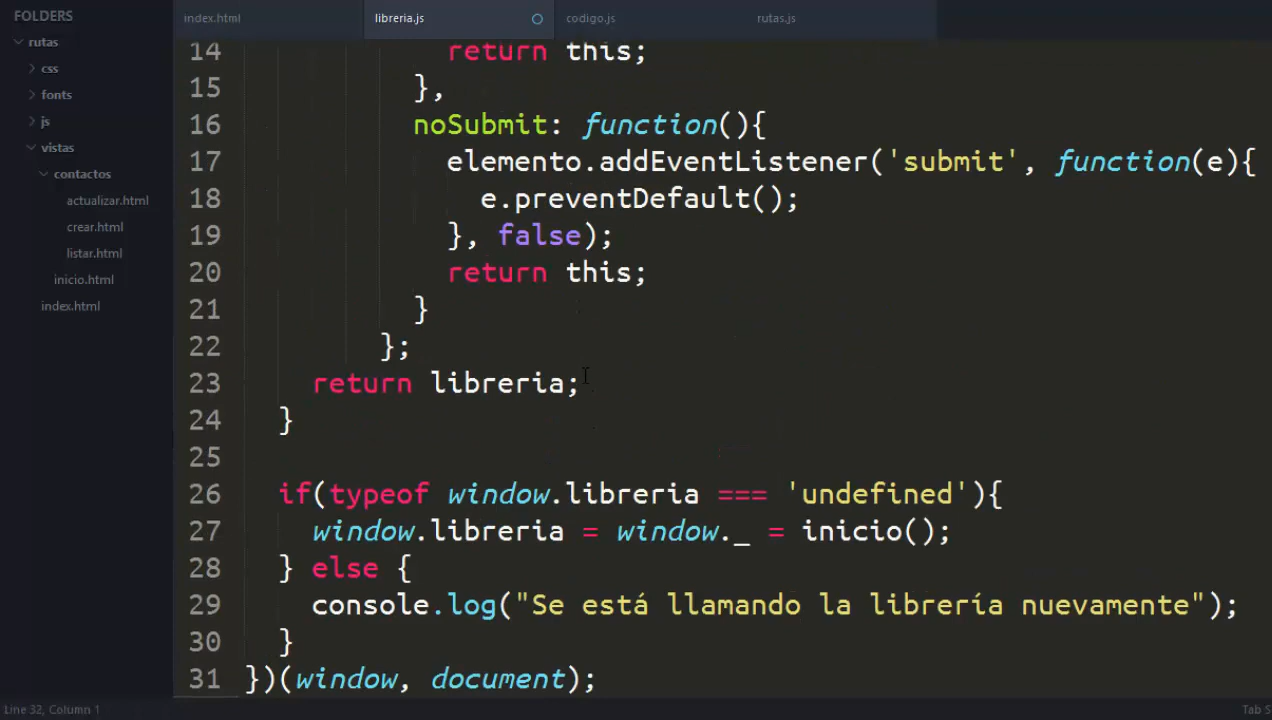 FOLDERS
rutas
css
fonts
js
vistas
contactos
actualizar.html
crear.html
listar.html
inicio.html
index.html
index.html libreria.js codigo.js rutas.js
14 return this;
15 },
16 noSubmit: function(){
17 elemento.addEventListener('submit', function(e){
18 e.preventDefault();
19 }, false);
20 return this;
21 }
22 };
23 return libreria;
24 }
25
26 if(typeof window.libreria === 'undefined'){
27 window.libreria = window._ = inicio();
28 } else {
29 console.log("Se está llamando la librería nuevamente");
30 }
31 })(window, document);
Line 32, Column 1
Tab S